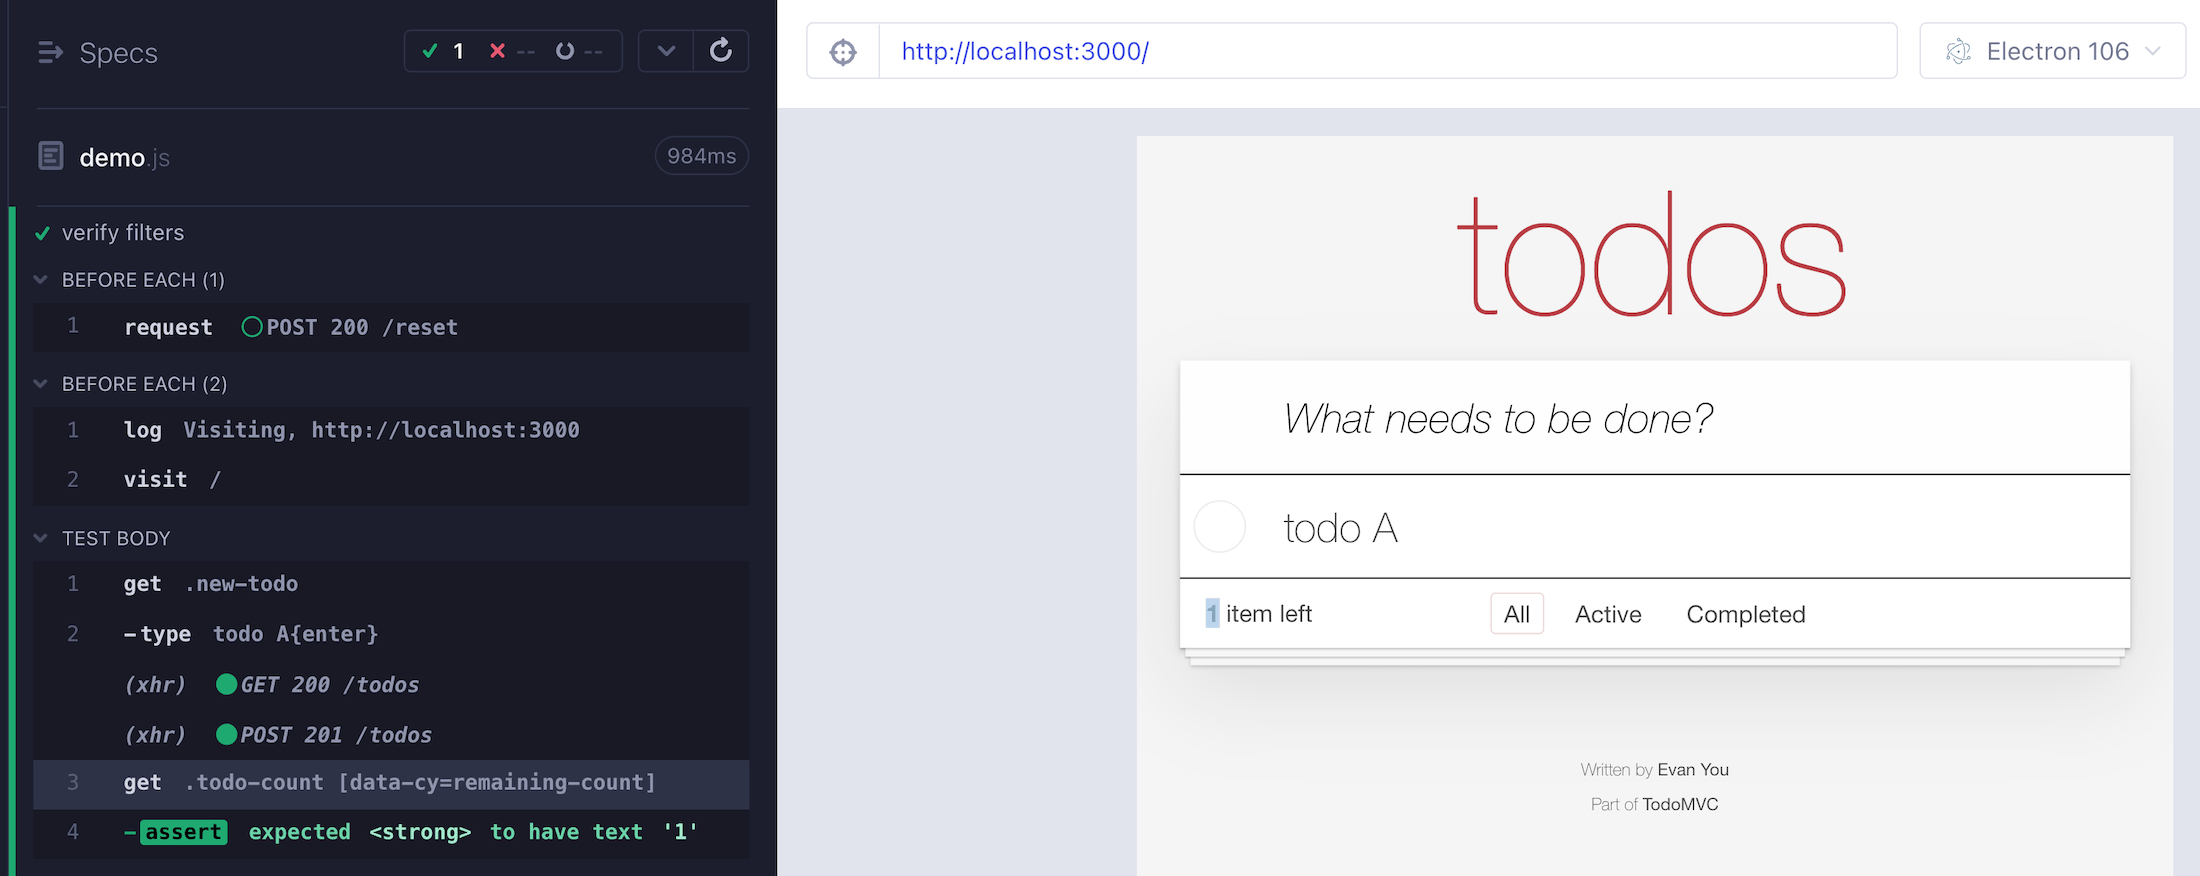 Specs
1 -- --
demo.js
984ms
verify filters
BEFORE EACH (1)
1 request POST 200 /reset
BEFORE EACH (2)
1 log Visiting, http://localhost:3000
2 visit /
TEST BODY
1 get .new-todo
2 -type todo A{enter}
(xhr) GET 200 /todos
(xhr) POST 201 /todos
3 get .todo-count [data-cy=remaining-count]
4 -assert expected <strong> to have text '1'
http://localhost:3000/
Electron 106
todos
What needs to be done?
todo A
1 item left All Active Completed
Written by Evan You
Part of TodoMVC